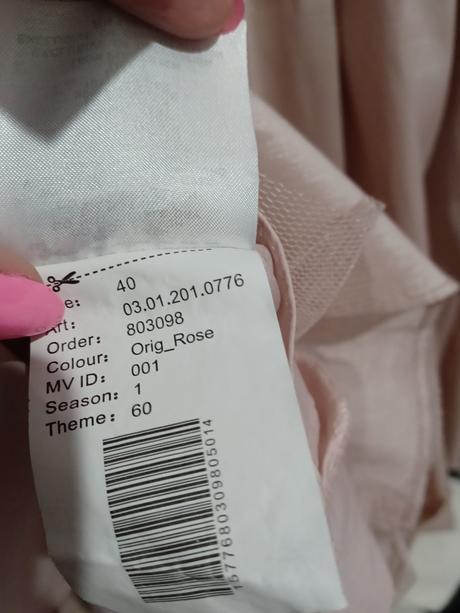 40
Art: 03.01.201.0776
Order: 803098
Colour: Orig_Rose
MV ID: 001
Season: 1
Theme: 60